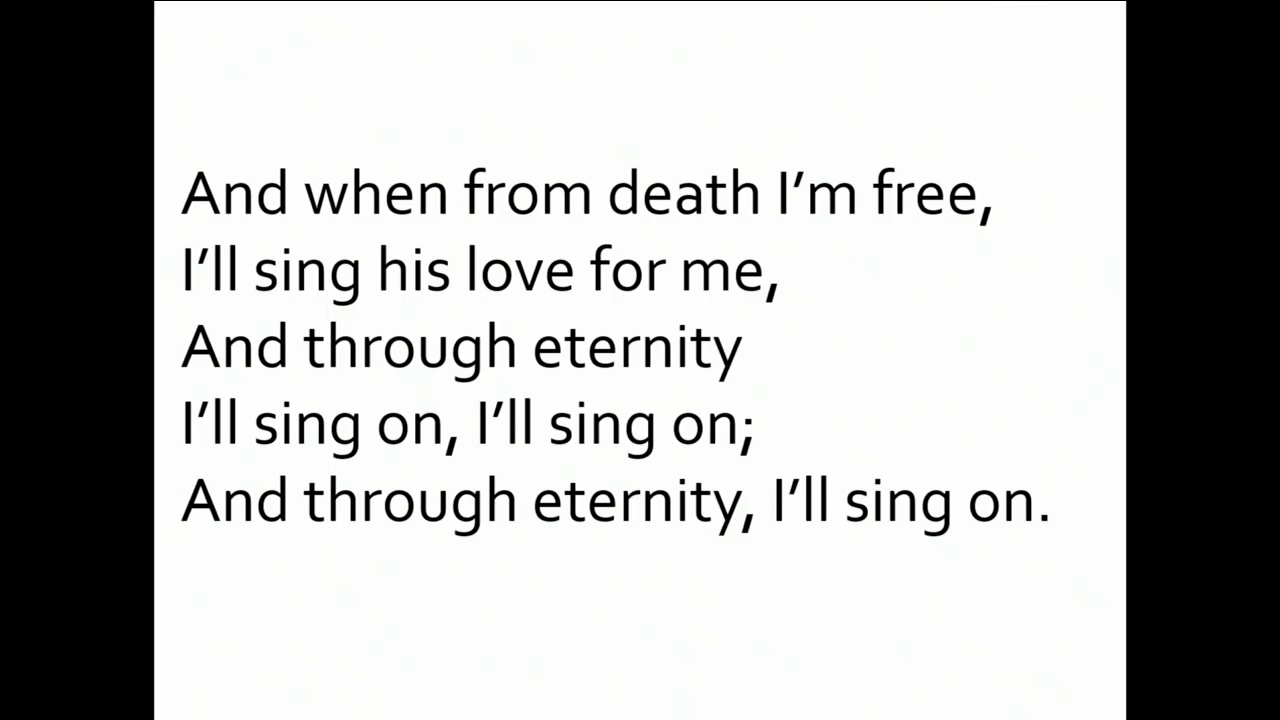 And when from death I’m free,
I’ll sing his love for me,
And through eternity
I’ll sing on, I’ll sing on;
And through eternity, I’ll sing on.